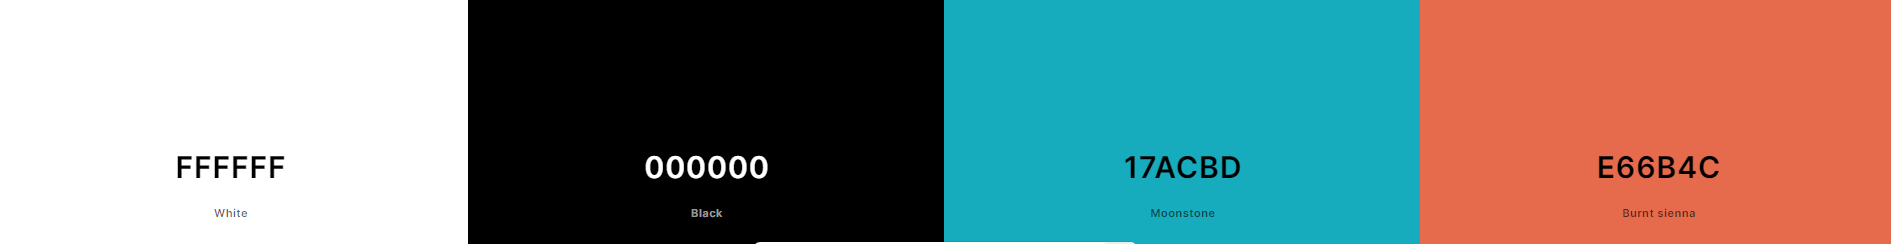 FFFFFF
White
000000
Black
17ACBD
Moonstone
E66B4C
Burnt sienna